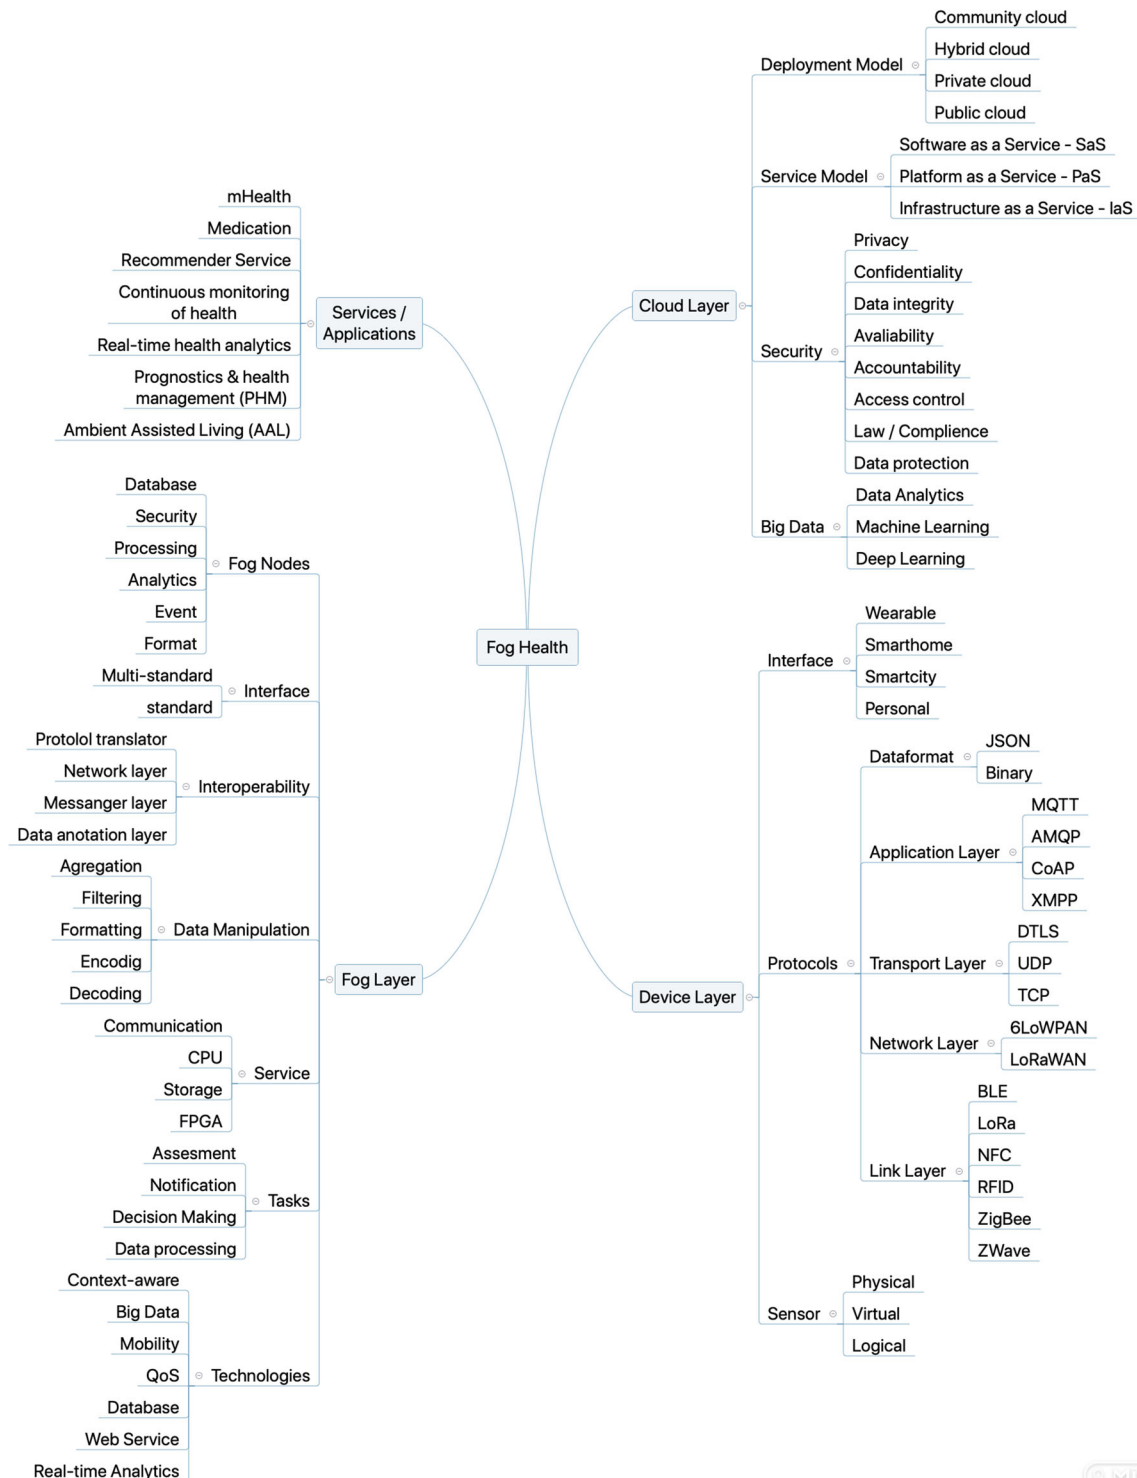 Community cloud
Hybrid cloud
Deployment Model
Private cloud
Public cloud
Software as a Service - SaS
Service Model
Platform as a Service - PaS
Infrastructure as a Service - IaS
Privacy
Confidentiality
Data integrity
Avaliability
Security
Accountability
Access control
Law / Complience
Data protection
Data Analytics
Big Data
Machine Learning
Deep Learning
Cloud Layer
mHealth
Medication
Recommender Service
Continuous monitoring
of health
Real-time health analytics
Prognostics & health
management (PHM)
Ambient Assisted Living (AAL)
Services /
Applications
Fog Health
Database
Security
Processing
Analytics
Event
Format
Fog Nodes
Multi-standard
standard
Interface
Protolol translator
Network layer
Messanger layer
Data anotation layer
Interoperability
Agregation
Filtering
Formatting
Encodig
Decoding
Data Manipulation
Fog Layer
Communication
CPU
Storage
FPGA
Service
Assesment
Notification
Decision Making
Data processing
Tasks
Context-aware
Big Data
Mobility
QoS
Database
Web Service
Real-time Analytics
Technologies
Device Layer
Interface
Wearable
Smarthome
Smartcity
Personal
Protocols
Dataformat
JSON
Binary
Application Layer
MQTT
AMQP
CoAP
XMPP
Transport Layer
DTLS
UDP
TCP
Network Layer
6LoWPAN
LoRaWAN
Link Layer
BLE
LoRa
NFC
RFID
ZigBee
ZWave
Sensor
Physical
Virtual
Logical